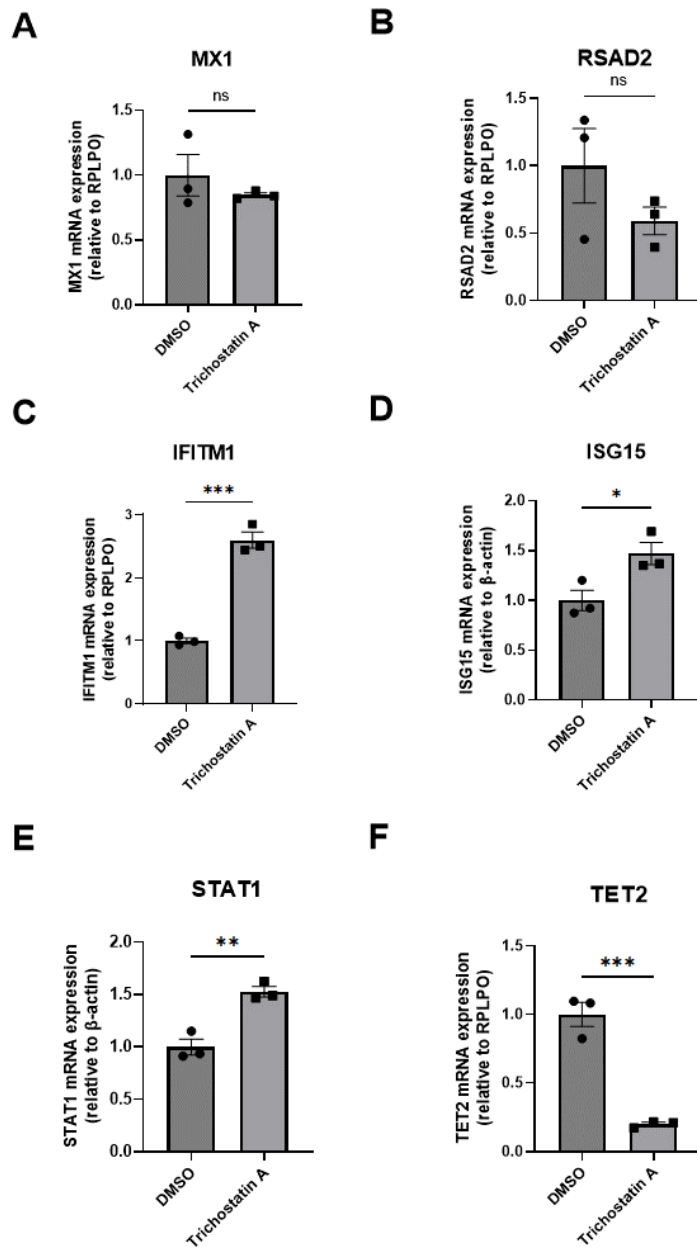 A
MX1
ns
MX1 mRNA expression
(relative to RPLPO)
1.5
1.0
0.5
0.0
DMSO
Trichostatin A
B
RSAD2
ns
RSAD2 mRNA expression
(relative to RPLPO)
1.5
1.0
0.5
0.0
DMSO
Trichostatin A
C
IFITM1
***
IFITM1 mRNA expression
(relative to RPLPO)
3
2
1
0
DMSO
Trichostatin A
D
ISG15
*
ISG15 mRNA expression
(relative to β-actin)
2.0
1.5
1.0
0.5
0.0
DMSO
Trichostatin A
E
STAT1
**
STAT1 mRNA expression
(relative to β-actin)
2.0
1.5
1.0
0.5
0.0
DMSO
Trichostatin A
F
TET2
***
TET2 mRNA expression
(relative to RPLPO)
1.5
1.0
0.5
0.0
DMSO
Trichostatin A